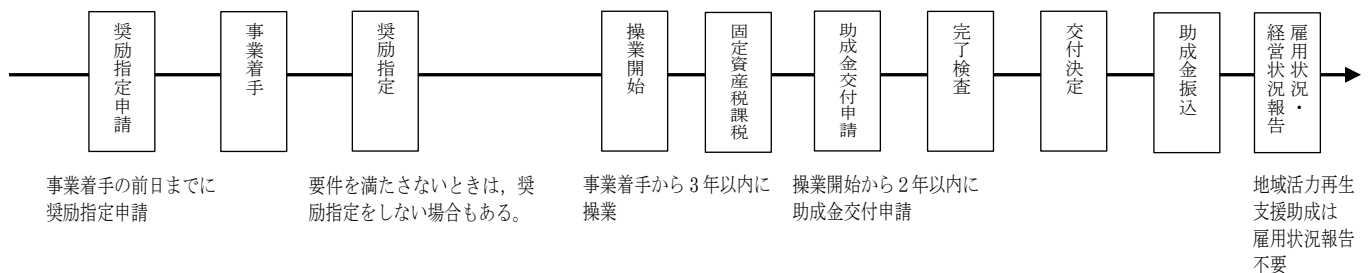 奨励指定申請
事業着手
奨励指定
操業開始
固定資産税課税
助成金交付申請
完了検査
交付決定
助成金振込
雇用状況・
経営状況報告
事業着手の前日までに
奨励指定申請
要件を満たさないときは，奨
励指定をしない場合もある。
事業着手から３年以内に
操業
操業開始から２年以内に
助成金交付申請
地域活力再生
支援助成は
雇用状況報告
不要